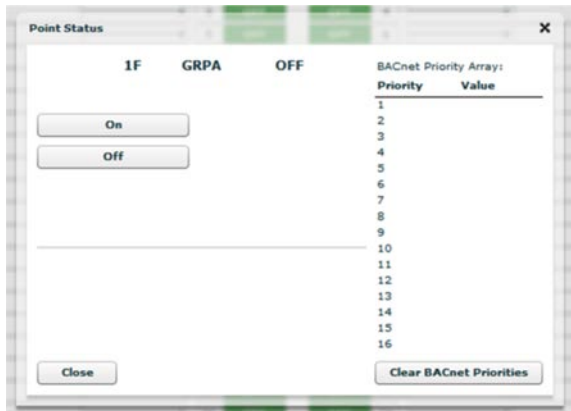 Point Status
1F GRPA OFF
On
Off
BACnet Priority Array:
Priority Value
1
2
3
4
5
6
7
8
9
10
11
12
13
14
15
16
Close
Clear BACnet Priorities